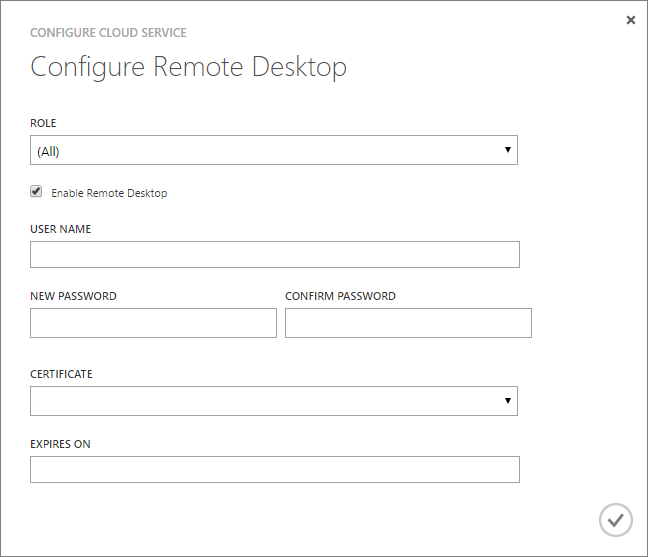 CONFIGURE CLOUD SERVICE
Configure Remote Desktop
ROLE
(All)
Enable Remote Desktop
USER NAME
NEW PASSWORD CONFIRM PASSWORD
CERTIFICATE
EXPIRES ON